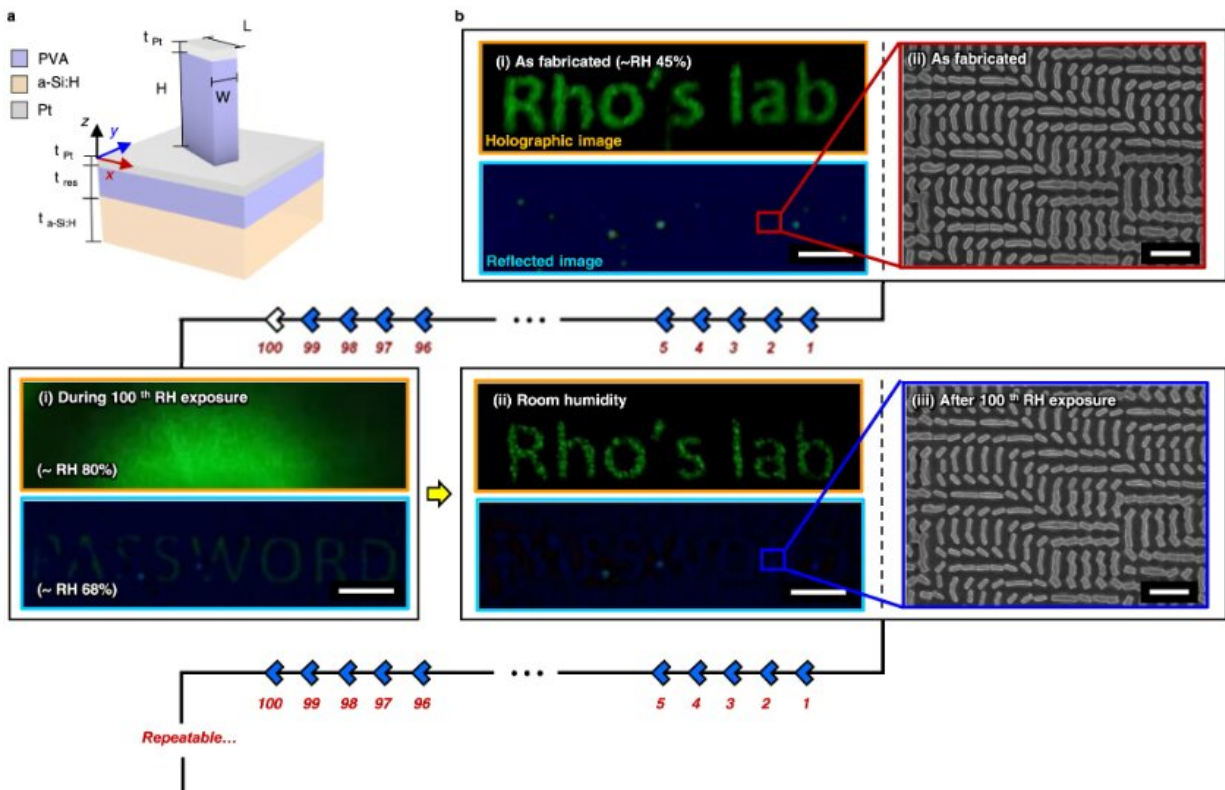 a
t Pt
L
PVA
a-Si:H
Pt
H
W
z
y
x
t Pt
t res
t a-Si:H
b
(i) As fabricated (~RH 45%)
Rho's lab
Holographic image
Reflected image
(ii) As fabricated
100 99 98 97 96 ... 5 4 3 2 1
(i) During 100 th RH exposure
(~ RH 80%)
PASSWORD
(~ RH 68%)
(ii) Room humidity
Rho's lab
(iii) After 100 th RH exposure
100 99 98 97 96 ... 5 4 3 2 1
Repeatable...